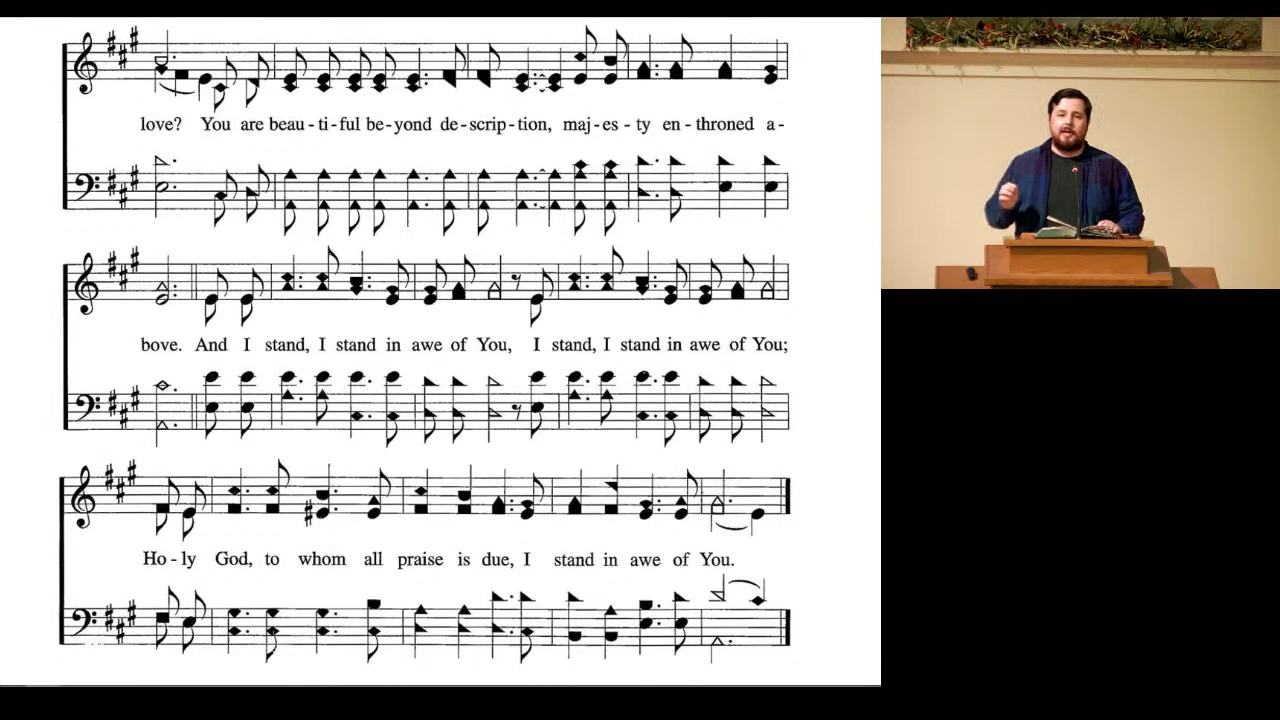 love? You are beau - ti - ful be - yond de - scrip - tion, maj - es - ty en - throned a -
bove. And I stand, I stand in awe of You, I stand, I stand in awe of You;
Ho - ly God, to whom all praise is due, I stand in awe of You.